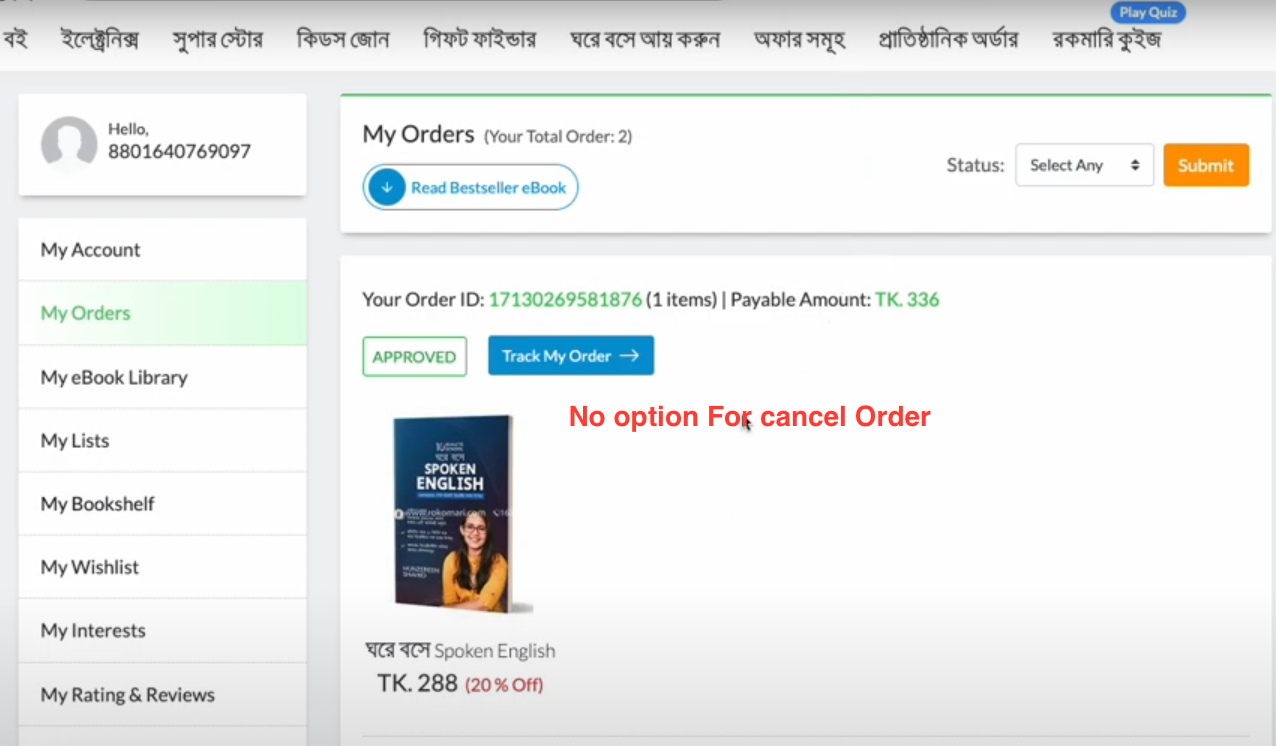 Play Quiz
বই ইলেক্ট্রনিক্স সুপার স্টোর কিডস জোন গিফট ফাইন্ডার ঘরে বসে আয় করুন অফার সমূহ প্রাতিষ্ঠানিক অর্ডার রকমারি কুইজ
Hello,
8801640769097
My Account
My Orders
My eBook Library
My Lists
My Bookshelf
My Wishlist
My Interests
My Rating & Reviews
My Orders (Your Total Order: 2)
Read Bestseller eBook
Status: Select Any Submit
Your Order ID: 17130269581876 (1 items) | Payable Amount: TK. 336
APPROVED Track My Order
No option For cancel Order
ঘরে বসে
SPOKEN
ENGLISH
www.rokomari.com
MUNZEREEN
SHAHID
ঘরে বসে Spoken English
TK. 288 (20 % Off)